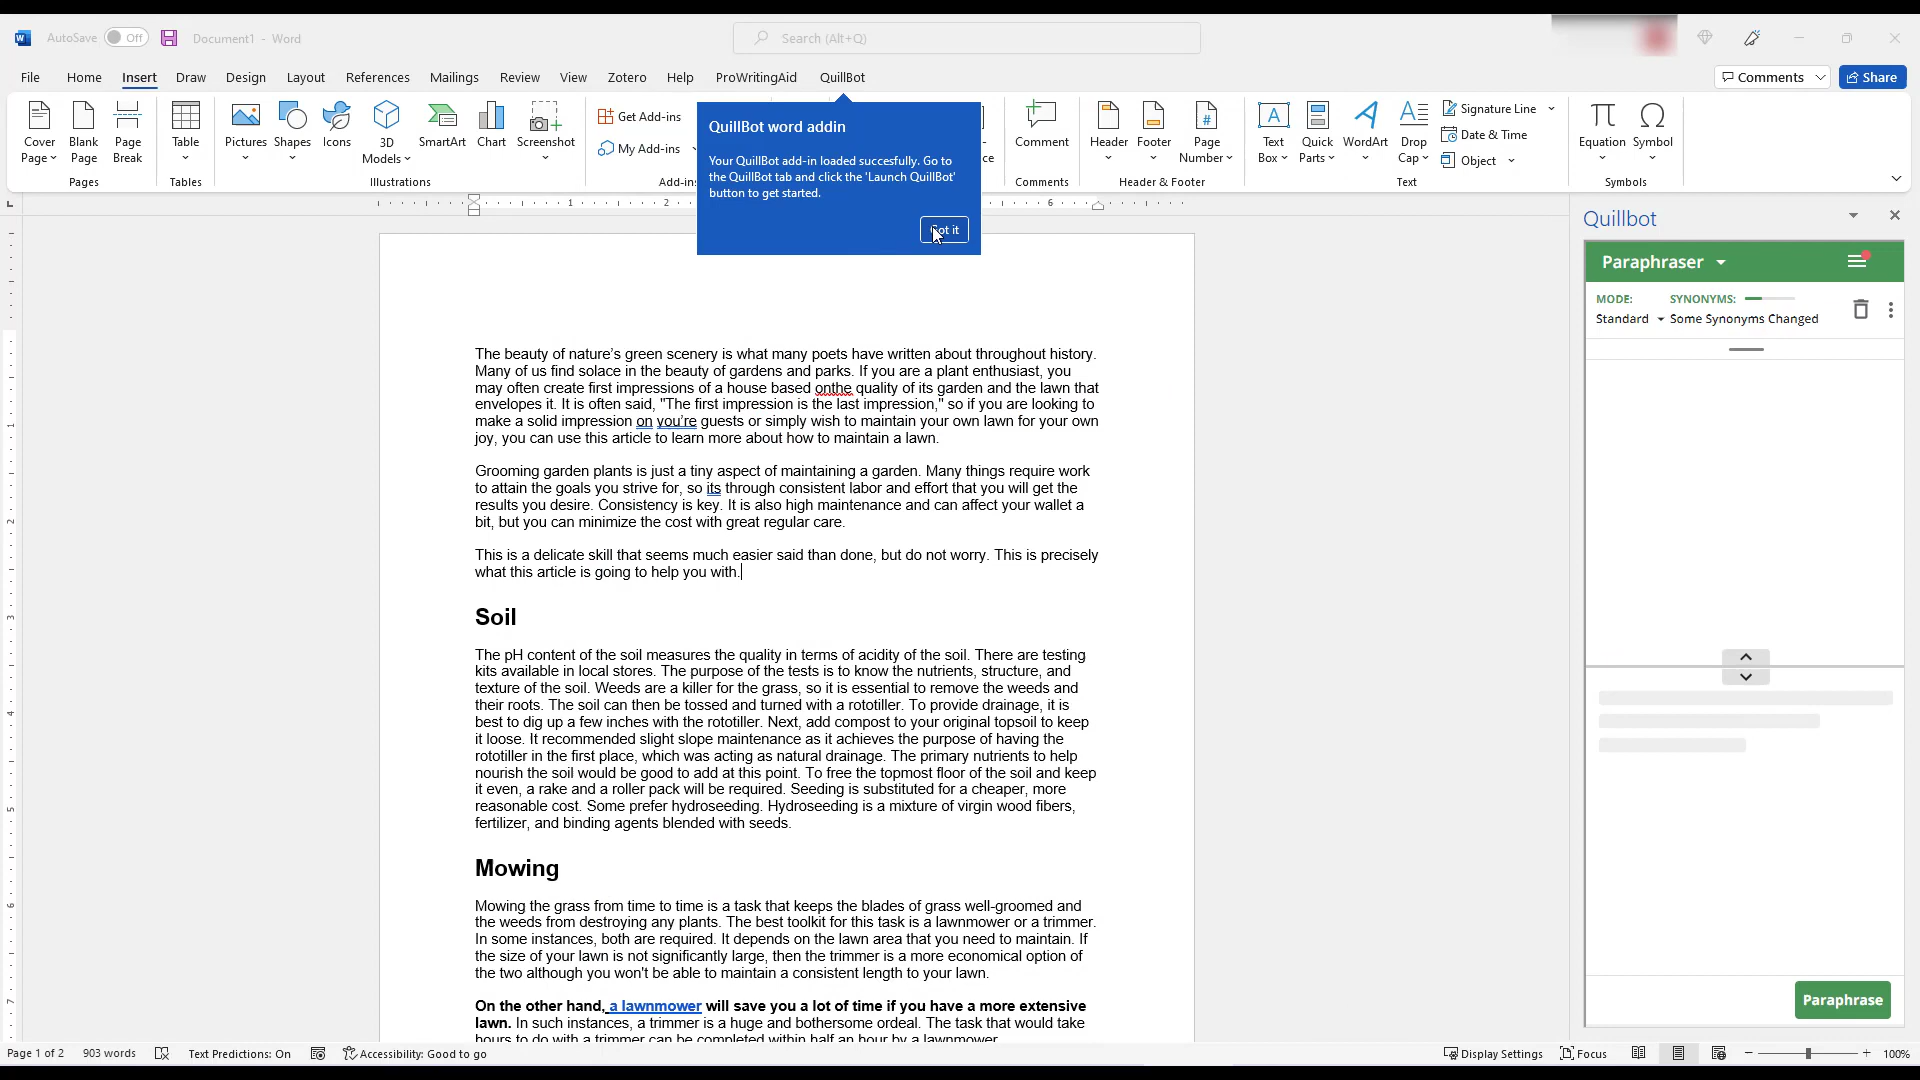 AutoSave Off Document1 - Word Search (Alt+Q)
File Home Insert Draw Design Layout References Mailings Review View Zotero Help ProWritingAid QuillBot Comments Share
Cover Page
Blank Page
Page Break
Pages
Table
Tables
Pictures
Shapes
Icons
3D Models
SmartArt
Chart
Screenshot
Illustrations
Get Add-ins
My Add-ins
Comment
Comments
Header
Footer
Page Number
Header & Footer
Text Box
Quick Parts
WordArt
Drop Cap
Signature Line
Date & Time
Object
Text
Equation
Symbol
Symbols
QuillBot word addin
Your QuillBot add-in loaded succesfully. Go to
the QuillBot tab and click the 'Launch QuillBot'
button to get started.
Got it
1 2 6
The beauty of nature's green scenery is what many poets have written about throughout history.
Many of us find solace in the beauty of gardens and parks. If you are a plant enthusiast, you
may often create first impressions of a house based onthe quality of its garden and the lawn that
envelopes it. It is often said, "The first impression is the last impression," so if you are looking to
make a solid impression on you're guests or simply wish to maintain your own lawn for your own
joy, you can use this article to learn more about how to maintain a lawn.
Grooming garden plants is just a tiny aspect of maintaining a garden. Many things require work
to attain the goals you strive for, so its through consistent labor and effort that you will get the
results you desire. Consistency is key. It is also high maintenance and can affect your wallet a
bit, but you can minimize the cost with great regular care.
This is a delicate skill that seems much easier said than done, but do not worry. This is precisely
what this article is going to help you with.
Soil
The pH content of the soil measures the quality in terms of acidity of the soil. There are testing
kits available in local stores. The purpose of the tests is to know the nutrients, structure, and
texture of the soil. Weeds are a killer for the grass, so it is essential to remove the weeds and
their roots. The soil can then be tossed and turned with a rototiller. To provide drainage, it is
best to dig up a few inches with the rototiller. Next, add compost to your original topsoil to keep
it loose. It recommended slight slope maintenance as it achieves the purpose of having the
rototiller in the first place, which was acting as natural drainage. The primary nutrients to help
nourish the soil would be good to add at this point. To free the topmost floor of the soil and keep
it even, a rake and a roller pack will be required. Seeding is substituted for a cheaper, more
reasonable cost. Some prefer hydroseeding. Hydroseeding is a mixture of virgin wood fibers,
fertilizer, and binding agents blended with seeds.
Mowing
Mowing the grass from time to time is a task that keeps the blades of grass well-groomed and
the weeds from destroying any plants. The best toolkit for this task is a lawnmower or a trimmer.
In some instances, both are required. It depends on the lawn area that you need to maintain. If
the size of your lawn is not significantly large, then the trimmer is a more economical option of
the two although you won't be able to maintain a consistent length to your lawn.
On the other hand, a lawnmower will save you a lot of time if you have a more extensive
lawn. In such instances, a trimmer is a huge and bothersome ordeal. The task that would take
hours to do with a trimmer can be completed within half an hour by a lawnmower.
Quillbot
Paraphraser
MODE: SYNONYMS:
Standard Some Synonyms Changed
Paraphrase
Page 1 of 2 903 words Text Predictions: On Accessibility: Good to go Display Settings Focus 100%